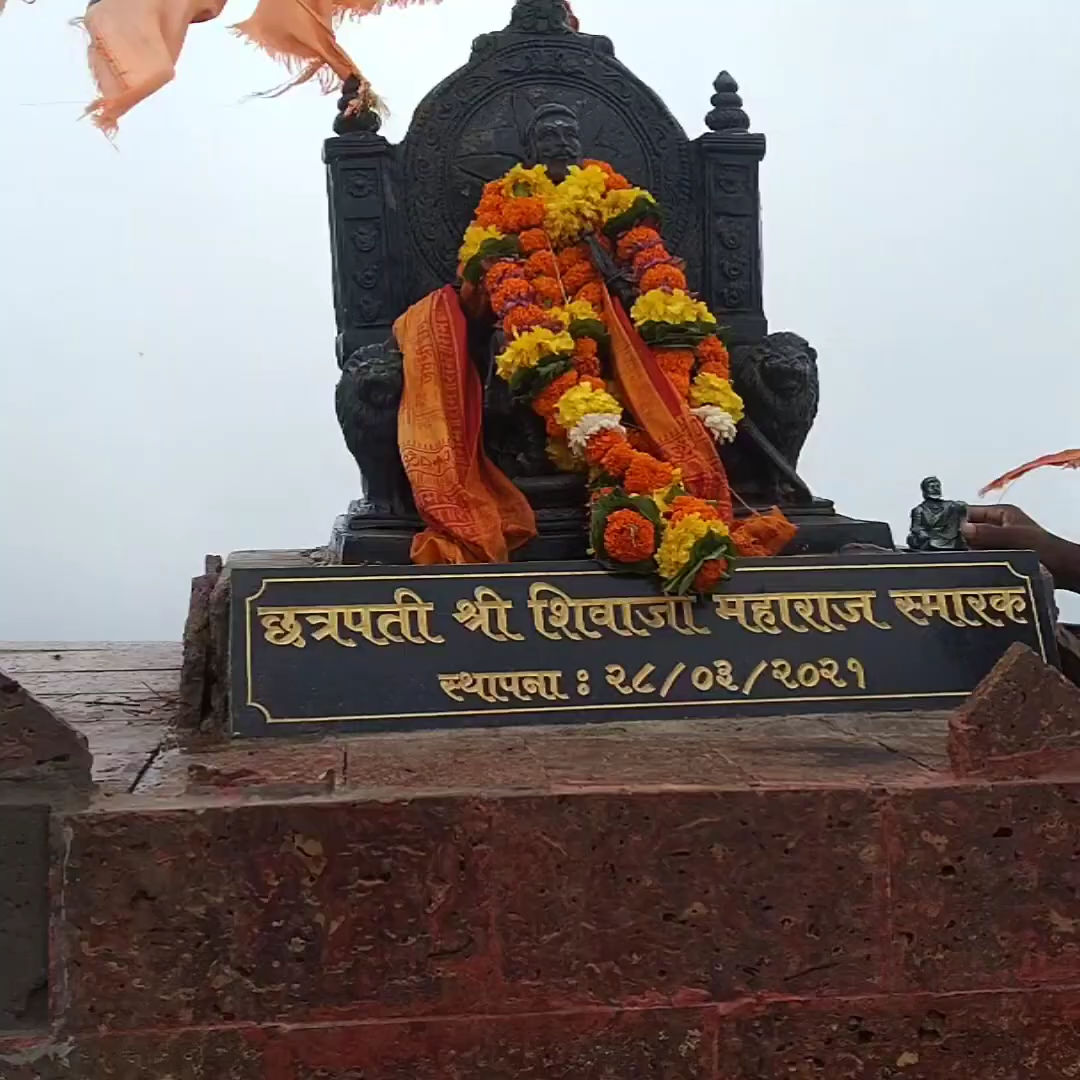 छत्रपती श्री शिवाजी महाराज स्मारक
स्थापना : २८/०३/२०२१